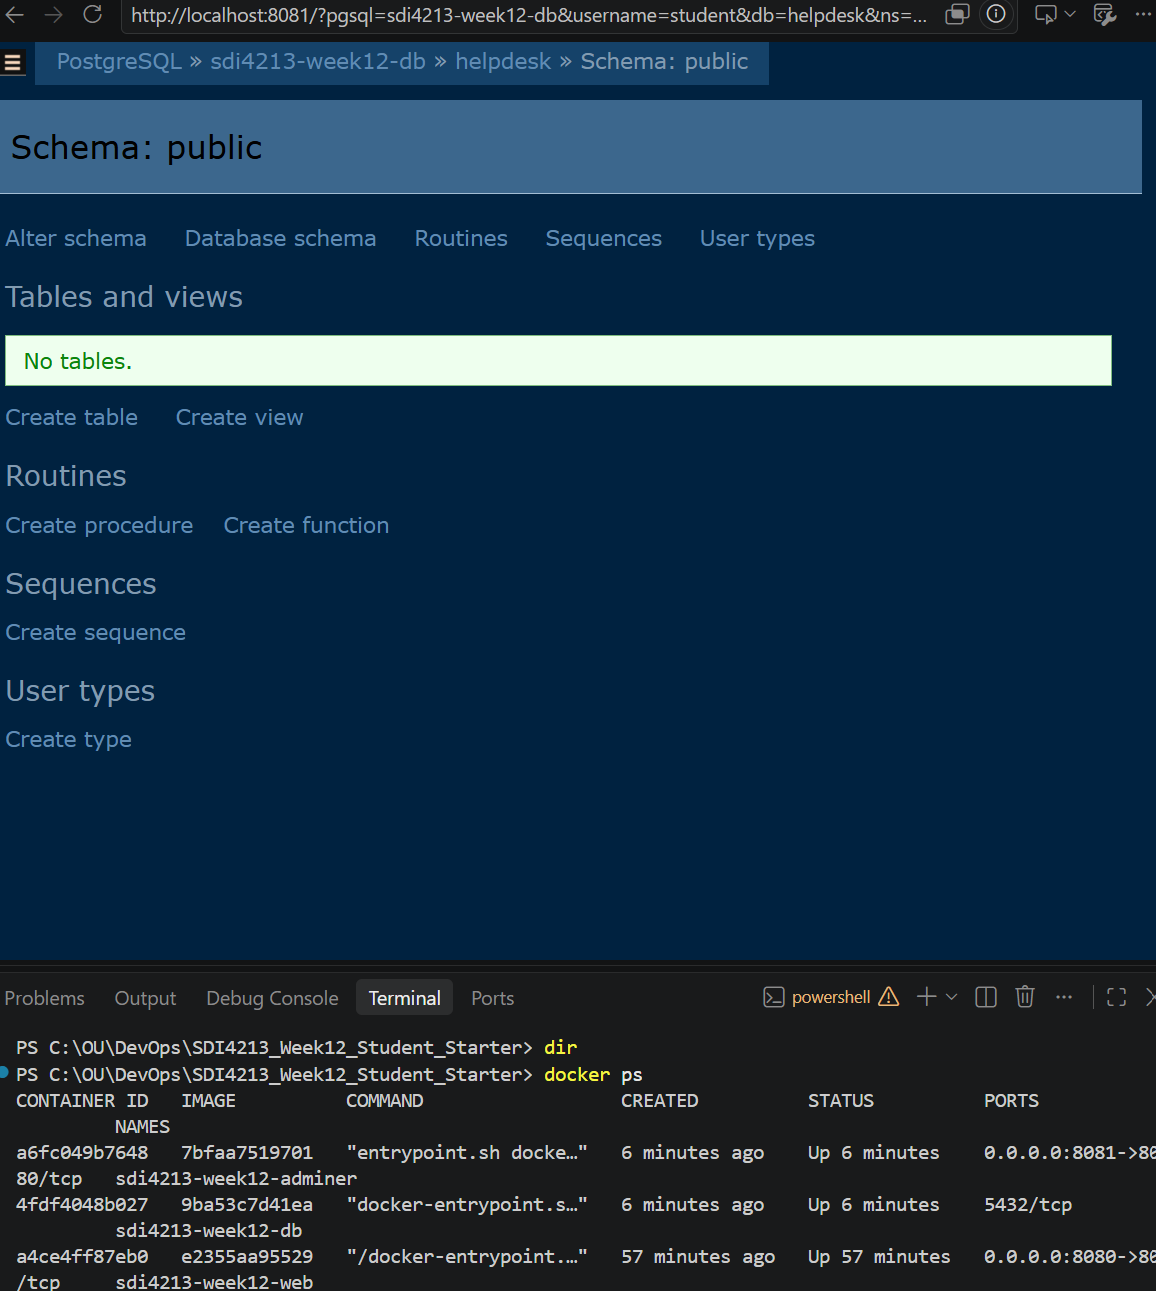 http://localhost:8081/?pgsql=sdi4213-week12-db&username=student&db=helpdesk&ns=...
PostgreSQL » sdi4213-week12-db » helpdesk » Schema: public
Schema: public
Alter schema Database schema Routines Sequences User types
Tables and views
No tables.
Create table Create view
Routines
Create procedure Create function
Sequences
Create sequence
User types
Create type
Problems Output Debug Console Terminal Ports powershell
PS C:\OU\DevOps\SDI4213_Week12_Student_Starter> dir
PS C:\OU\DevOps\SDI4213_Week12_Student_Starter> docker ps
CONTAINER ID IMAGE COMMAND CREATED STATUS PORTS
NAMES
a6fc049b7648 7bfaa7519701 "entrypoint.sh docke…" 6 minutes ago Up 6 minutes 0.0.0.0:8081->80
80/tcp sdi4213-week12-adminer
4fdf4048b027 9ba53c7d41ea "docker-entrypoint.s…" 6 minutes ago Up 6 minutes 5432/tcp
sdi4213-week12-db
a4ce4ff87eb0 e2355aa95529 "/docker-entrypoint.…" 57 minutes ago Up 57 minutes 0.0.0.0:8080->80
/tcp sdi4213-week12-web